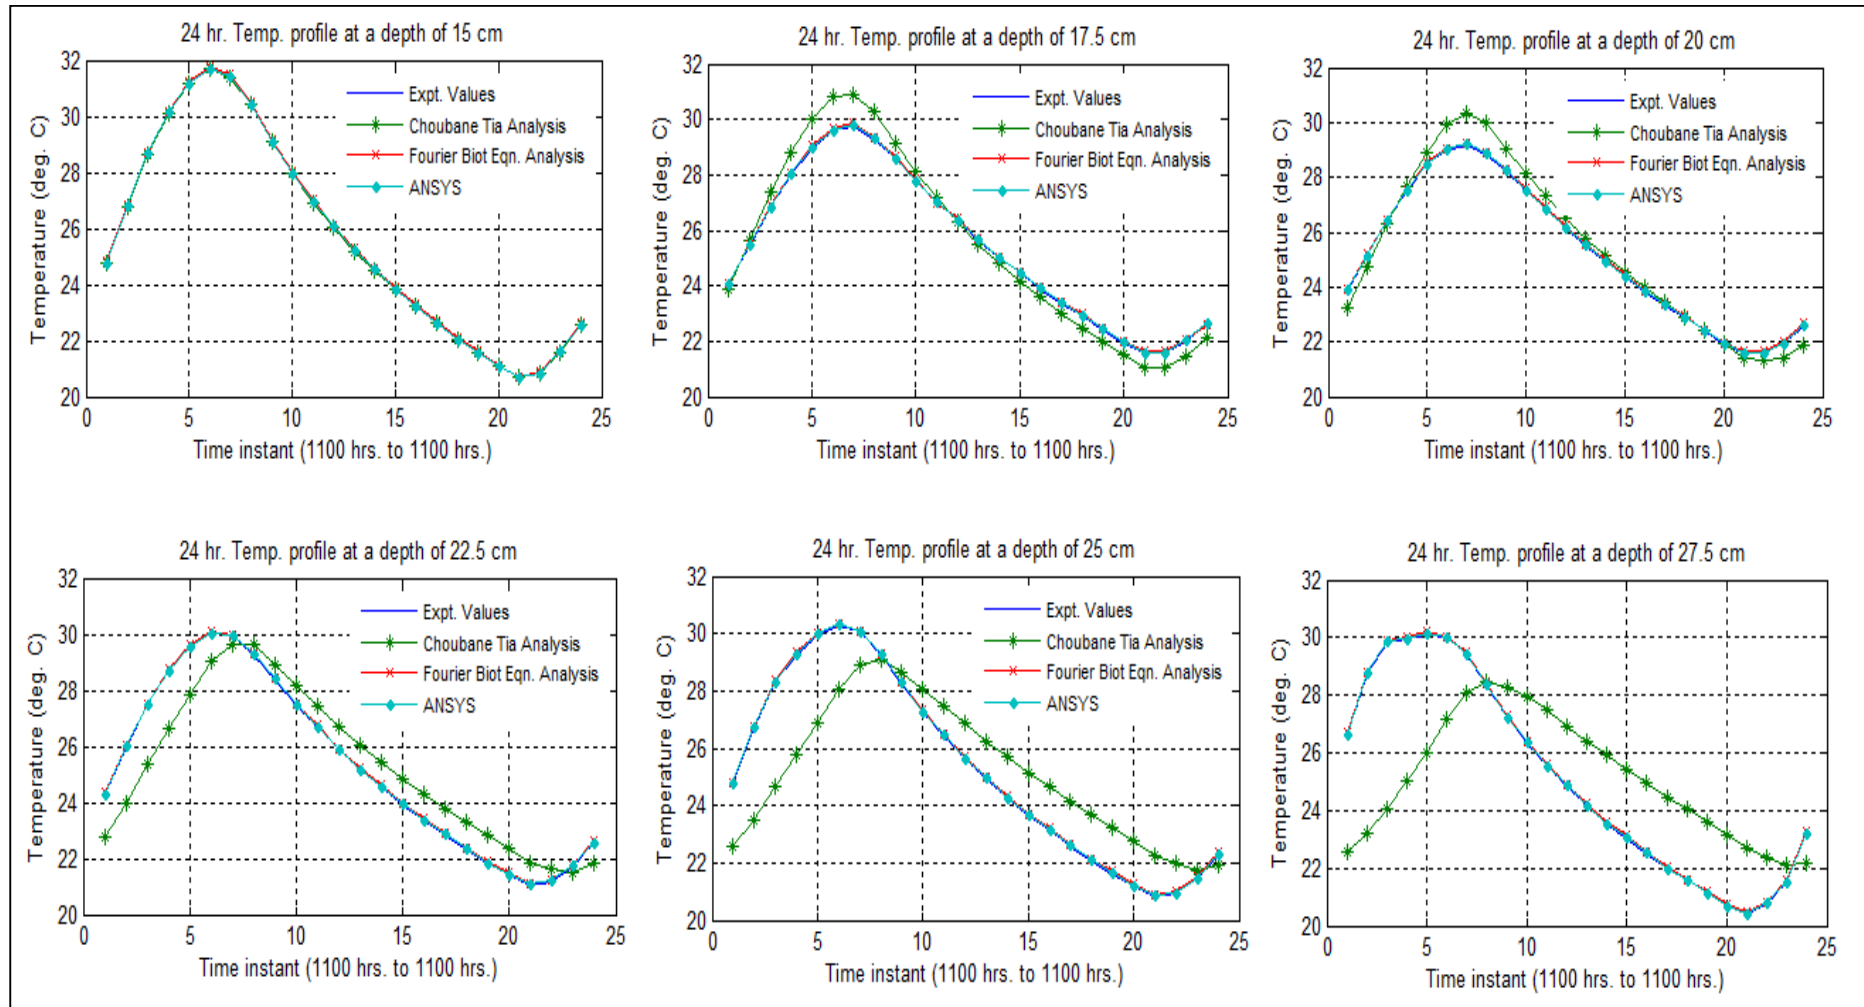 24 hr. Temp. profile at a depth of 15 cm
Temperature (deg. C)
32
30
28
26
24
22
20
0 5 10 15 20 25
Expt. Values
Choubane Tia Analysis
Fourier Biot Eqn. Analysis
ANSYS
Time instant (1100 hrs. to 1100 hrs.)
24 hr. Temp. profile at a depth of 17.5 cm
Temperature (deg. C)
32
30
28
26
24
22
20
0 5 10 15 20 25
Expt. Values
Choubane Tia Analysis
Fourier Biot Eqn. Analysis
ANSYS
Time instant (1100 hrs. to 1100 hrs.)
24 hr. Temp. profile at a depth of 20 cm
Temperature (deg. C)
32
30
28
26
24
22
20
0 5 10 15 20 25
Expt. Values
Choubane Tia Analysis
Fourier Biot Eqn. Analysis
ANSYS
Time instant (1100 hrs. to 1100 hrs.)
24 hr. Temp. profile at a depth of 22.5 cm
Temperature (deg. C)
32
30
28
26
24
22
20
0 5 10 15 20 25
Expt. Values
Choubane Tia Analysis
Fourier Biot Eqn. Analysis
ANSYS
Time instant (1100 hrs. to 1100 hrs.)
24 hr. Temp. profile at a depth of 25 cm
Temperature (deg. C)
32
30
28
26
24
22
20
0 5 10 15 20 25
Expt. Values
Choubane Tia Analysis
Fourier Biot Eqn. Analysis
ANSYS
Time instant (1100 hrs. to 1100 hrs.)
24 hr. Temp. profile at a depth of 27.5 cm
Temperature (deg. C)
32
30
28
26
24
22
20
0 5 10 15 20 25
Time instant (1100 hrs. to 1100 hrs.)